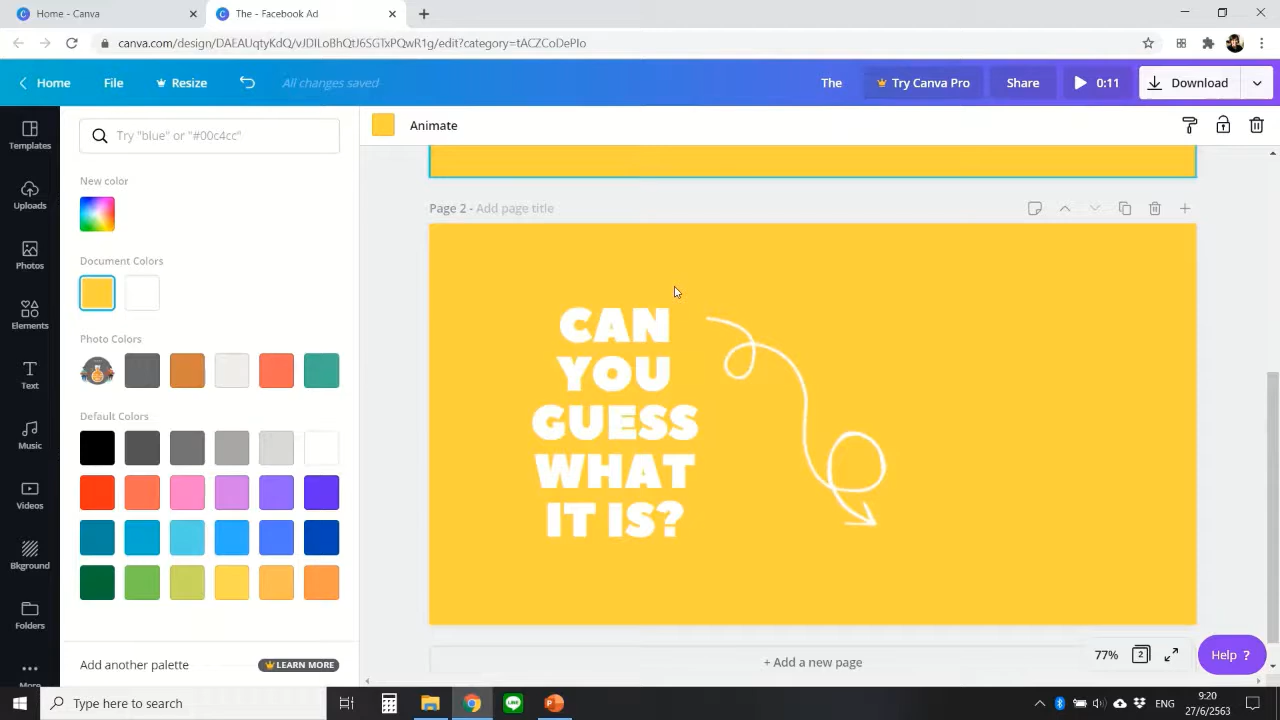 Home - Canva
The - Facebook Ad
canva.com/design/DAEAUqtyKdQ/vJDILoBhQtJ6SGTxPQwR1g/edit?category=tACZCoDePIo
Home
File
Resize
All changes saved
The
Try Canva Pro
Share
0:11
Download
Templates
Uploads
Photos
Elements
Text
Music
Videos
Bkground
Folders
More
Try "blue" or "#00c4cc"
New color
Document Colors
Photo Colors
Default Colors
Add another palette
LEARN MORE
Animate
Page 2 - Add page title
CAN
YOU
GUESS
WHAT
IT IS?
+ Add a new page
77%
2
Help ?
Type here to search
ENG
9:20
27/6/2563